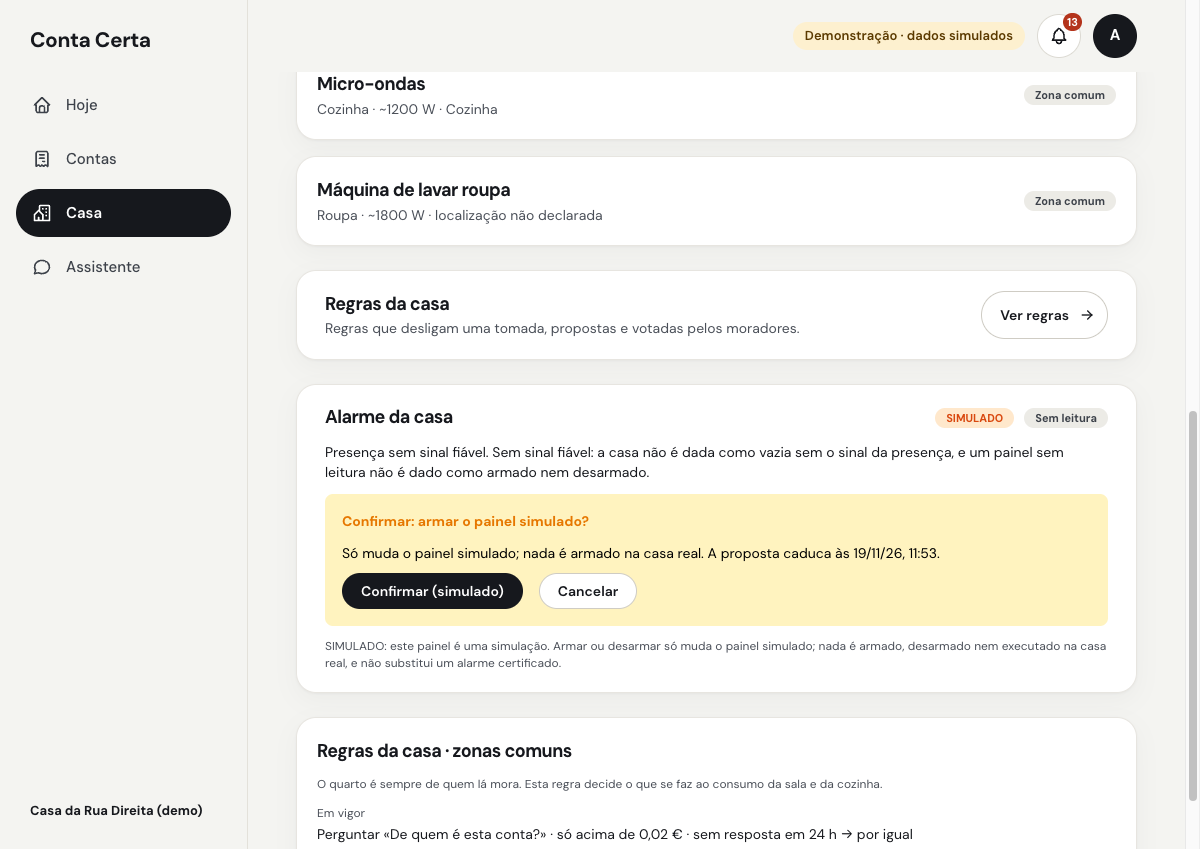 Conta Certa
Demonstração · dados simulados
13
A
Hoje
Contas
Casa
Assistente
Casa da Rua Direita (demo)
Micro-ondas
Cozinha · ~1200 W · Cozinha
Zona comum
Máquina de lavar roupa
Roupa · ~1800 W · localização não declarada
Zona comum
Regras da casa
Regras que desligam uma tomada, propostas e votadas pelos moradores.
Ver regras →
Alarme da casa
SIMULADO
Sem leitura
Presença sem sinal fiável. Sem sinal fiável: a casa não é dada como vazia sem o sinal da presença, e um painel sem
leitura não é dado como armado nem desarmado.
Confirmar: armar o painel simulado?
Só muda o painel simulado; nada é armado na casa real. A proposta caduca às 19/11/26, 11:53.
Confirmar (simulado)
Cancelar
SIMULADO: este painel é uma simulação. Armar ou desarmar só muda o painel simulado; nada é armado, desarmado nem executado na casa
real, e não substitui um alarme certificado.
Regras da casa · zonas comuns
O quarto é sempre de quem lá mora. Esta regra decide o que se faz ao consumo da sala e da cozinha.
Em vigor
Perguntar «De quem é esta conta?» · só acima de 0,02 € · sem resposta em 24 h → por igual